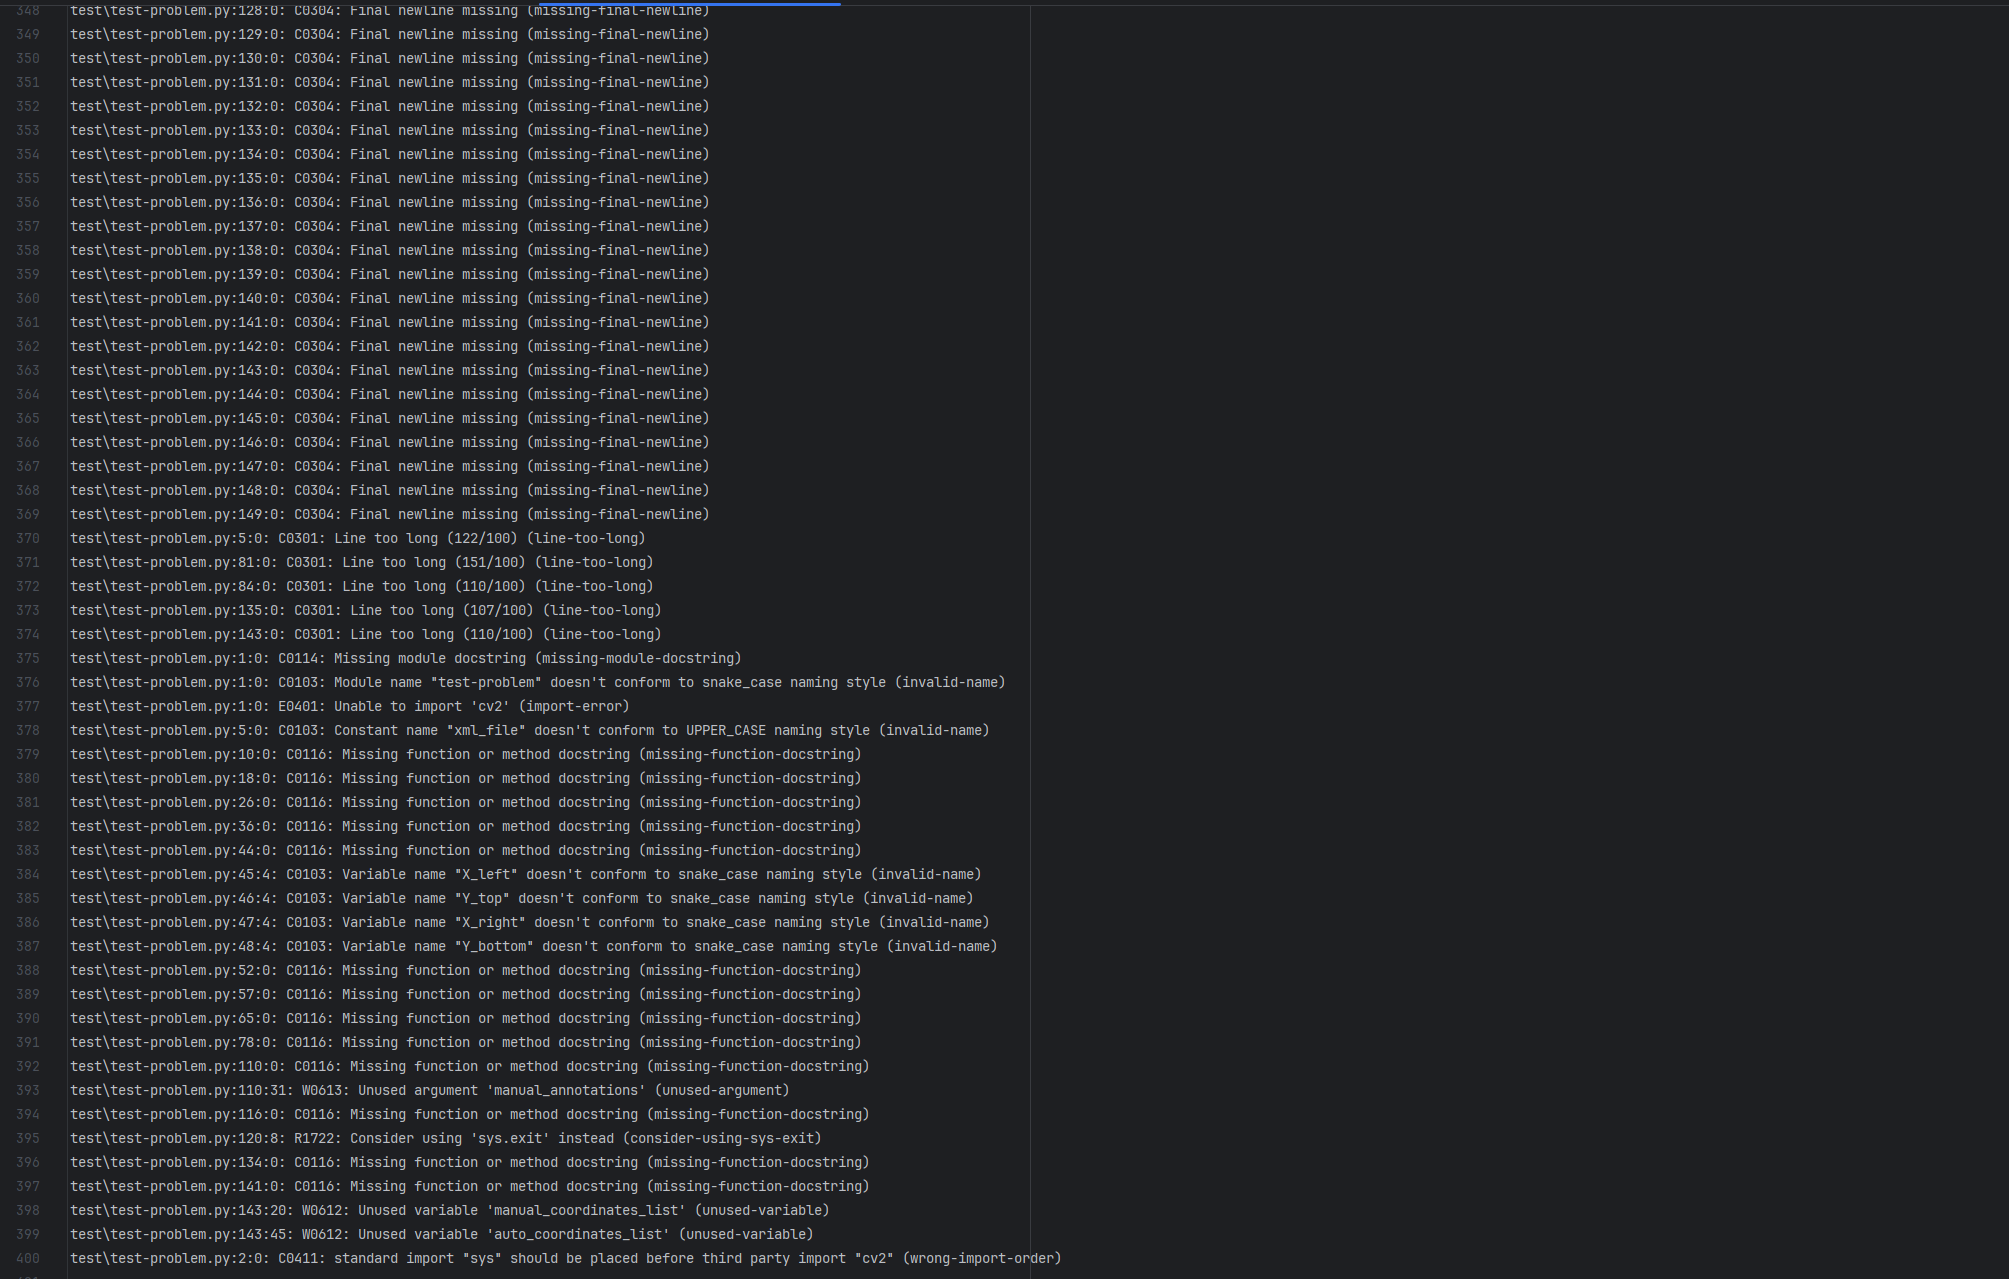 348 test\test-problem.py:128:0: C0304: Final newline missing (missing-final-newline)
349 test\test-problem.py:129:0: C0304: Final newline missing (missing-final-newline)
350 test\test-problem.py:130:0: C0304: Final newline missing (missing-final-newline)
351 test\test-problem.py:131:0: C0304: Final newline missing (missing-final-newline)
352 test\test-problem.py:132:0: C0304: Final newline missing (missing-final-newline)
353 test\test-problem.py:133:0: C0304: Final newline missing (missing-final-newline)
354 test\test-problem.py:134:0: C0304: Final newline missing (missing-final-newline)
355 test\test-problem.py:135:0: C0304: Final newline missing (missing-final-newline)
356 test\test-problem.py:136:0: C0304: Final newline missing (missing-final-newline)
357 test\test-problem.py:137:0: C0304: Final newline missing (missing-final-newline)
358 test\test-problem.py:138:0: C0304: Final newline missing (missing-final-newline)
359 test\test-problem.py:139:0: C0304: Final newline missing (missing-final-newline)
360 test\test-problem.py:140:0: C0304: Final newline missing (missing-final-newline)
361 test\test-problem.py:141:0: C0304: Final newline missing (missing-final-newline)
362 test\test-problem.py:142:0: C0304: Final newline missing (missing-final-newline)
363 test\test-problem.py:143:0: C0304: Final newline missing (missing-final-newline)
364 test\test-problem.py:144:0: C0304: Final newline missing (missing-final-newline)
365 test\test-problem.py:145:0: C0304: Final newline missing (missing-final-newline)
366 test\test-problem.py:146:0: C0304: Final newline missing (missing-final-newline)
367 test\test-problem.py:147:0: C0304: Final newline missing (missing-final-newline)
368 test\test-problem.py:148:0: C0304: Final newline missing (missing-final-newline)
369 test\test-problem.py:149:0: C0304: Final newline missing (missing-final-newline)
370 test\test-problem.py:5:0: C0301: Line too long (122/100) (line-too-long)
371 test\test-problem.py:81:0: C0301: Line too long (151/100) (line-too-long)
372 test\test-problem.py:84:0: C0301: Line too long (110/100) (line-too-long)
373 test\test-problem.py:135:0: C0301: Line too long (107/100) (line-too-long)
374 test\test-problem.py:143:0: C0301: Line too long (110/100) (line-too-long)
375 test\test-problem.py:1:0: C0114: Missing module docstring (missing-module-docstring)
376 test\test-problem.py:1:0: C0103: Module name "test-problem" doesn't conform to snake_case naming style (invalid-name)
377 test\test-problem.py:1:0: E0401: Unable to import 'cv2' (import-error)
378 test\test-problem.py:5:0: C0103: Constant name "xml_file" doesn't conform to UPPER_CASE naming style (invalid-name)
379 test\test-problem.py:10:0: C0116: Missing function or method docstring (missing-function-docstring)
380 test\test-problem.py:18:0: C0116: Missing function or method docstring (missing-function-docstring)
381 test\test-problem.py:26:0: C0116: Missing function or method docstring (missing-function-docstring)
382 test\test-problem.py:36:0: C0116: Missing function or method docstring (missing-function-docstring)
383 test\test-problem.py:44:0: C0116: Missing function or method docstring (missing-function-docstring)
384 test\test-problem.py:45:4: C0103: Variable name "X_left" doesn't conform to snake_case naming style (invalid-name)
385 test\test-problem.py:46:4: C0103: Variable name "Y_top" doesn't conform to snake_case naming style (invalid-name)
386 test\test-problem.py:47:4: C0103: Variable name "X_right" doesn't conform to snake_case naming style (invalid-name)
387 test\test-problem.py:48:4: C0103: Variable name "Y_bottom" doesn't conform to snake_case naming style (invalid-name)
388 test\test-problem.py:52:0: C0116: Missing function or method docstring (missing-function-docstring)
389 test\test-problem.py:57:0: C0116: Missing function or method docstring (missing-function-docstring)
390 test\test-problem.py:65:0: C0116: Missing function or method docstring (missing-function-docstring)
391 test\test-problem.py:78:0: C0116: Missing function or method docstring (missing-function-docstring)
392 test\test-problem.py:110:0: C0116: Missing function or method docstring (missing-function-docstring)
393 test\test-problem.py:110:31: W0613: Unused argument 'manual_annotations' (unused-argument)
394 test\test-problem.py:116:0: C0116: Missing function or method docstring (missing-function-docstring)
395 test\test-problem.py:120:8: R1722: Consider using 'sys.exit' instead (consider-using-sys-exit)
396 test\test-problem.py:134:0: C0116: Missing function or method docstring (missing-function-docstring)
397 test\test-problem.py:141:0: C0116: Missing function or method docstring (missing-function-docstring)
398 test\test-problem.py:143:20: W0612: Unused variable 'manual_coordinates_list' (unused-variable)
399 test\test-problem.py:143:45: W0612: Unused variable 'auto_coordinates_list' (unused-variable)
400 test\test-problem.py:2:0: C0411: standard import "sys" should be placed before third party import "cv2" (wrong-import-order)